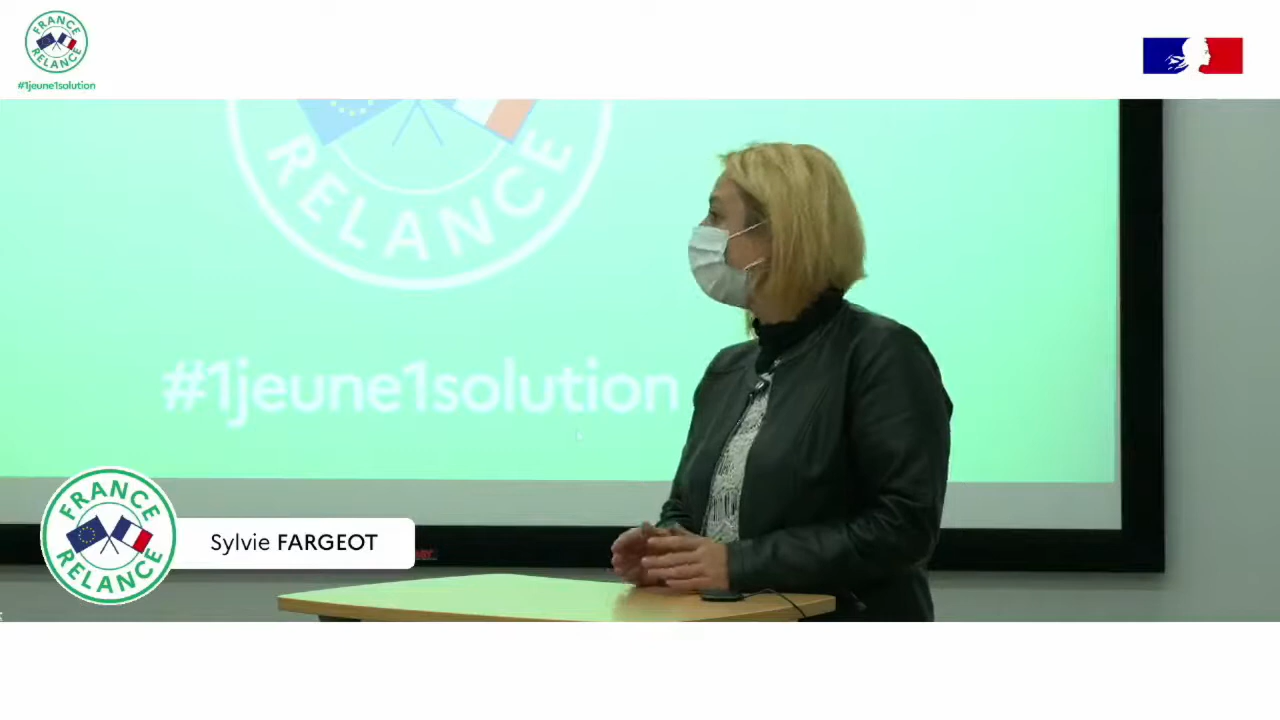 FRANCE
RELANCE
#1jeune1solution
RELANCE
#1jeune1solution
FRANCE
RELANCE
Sylvie FARGEOT